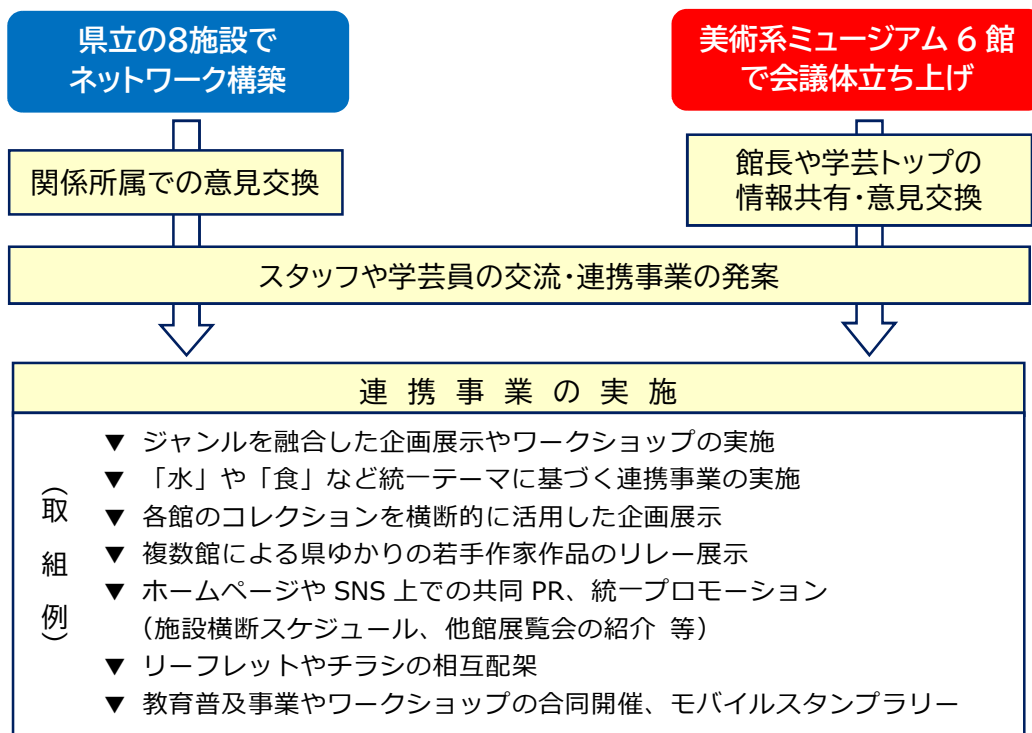 県立の8施設で
ネットワーク構築
美術系ミュージアム 6 館
で会議体立ち上げ
関係所属での意見交換
館長や学芸トップの
情報共有・意見交換
スタッフや学芸員の交流・連携事業の発案
連 携 事 業 の 実 施
(取 組 例)
▼ ジャンルを融合した企画展示やワークショップの実施
▼ 「水」や「食」など統一テーマに基づく連携事業の実施
▼ 各館のコレクションを横断的に活用した企画展示
▼ 複数館による県ゆかりの若手作家作品のリレー展示
▼ ホームページや SNS 上での共同 PR、統一プロモーション
(施設横断スケジュール、他館展覧会の紹介 等)
▼ リーフレットやチラシの相互配架
▼ 教育普及事業やワークショップの合同開催、モバイルスタンプラリー